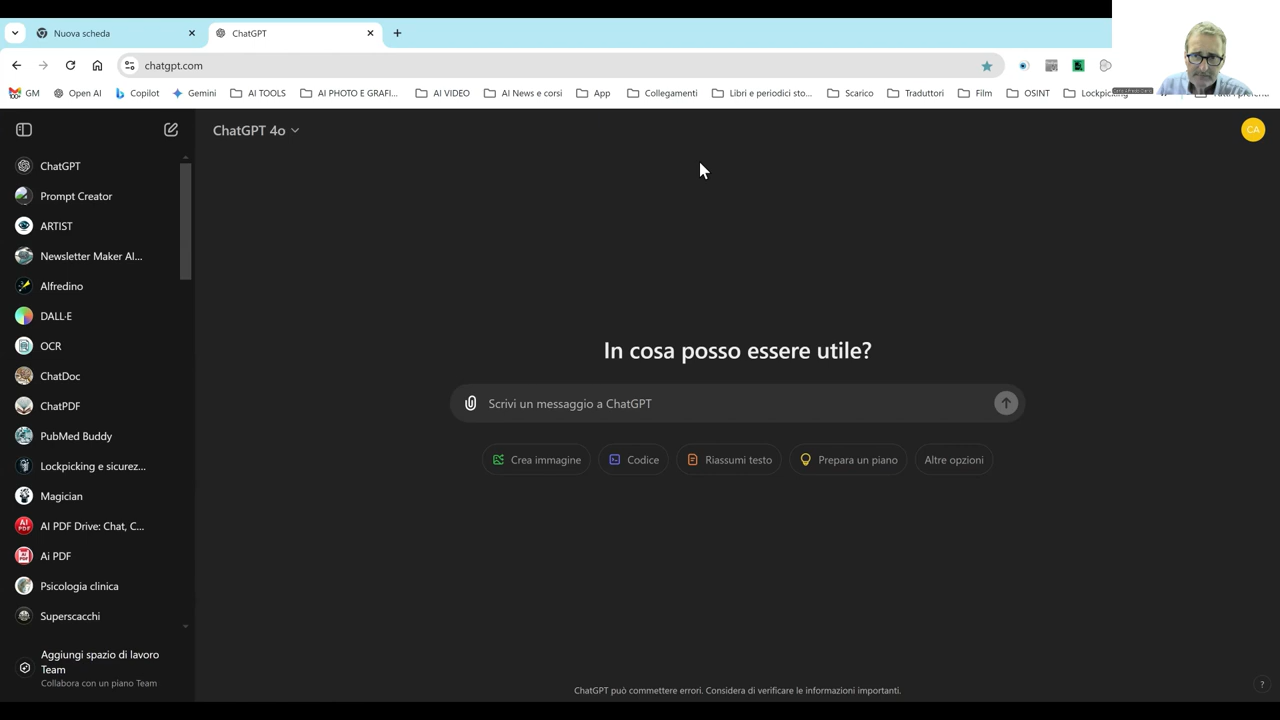 Nuova scheda
ChatGPT
chatgpt.com
GM
Open AI
Copilot
Gemini
AI TOOLS
AI PHOTO E GRAFI...
AI VIDEO
AI News e corsi
App
Collegamenti
Libri e periodici sto...
Scarico
Traduttori
Film
OSINT
Lockpicking
ChatGPT 4o
CA
ChatGPT
Prompt Creator
ARTIST
Newsletter Maker AI...
Alfredino
DALL·E
OCR
ChatDoc
ChatPDF
PubMed Buddy
Lockpicking e sicurez...
Magician
AI PDF Drive: Chat, C...
Ai PDF
Psicologia clinica
Superscacchi
Aggiungi spazio di lavoro
Team
Collabora con un piano Team
In cosa posso essere utile?
Scrivi un messaggio a ChatGPT
Crea immagine
Codice
Riassumi testo
Prepara un piano
Altre opzioni
ChatGPT può commettere errori. Considera di verificare le informazioni importanti.
?